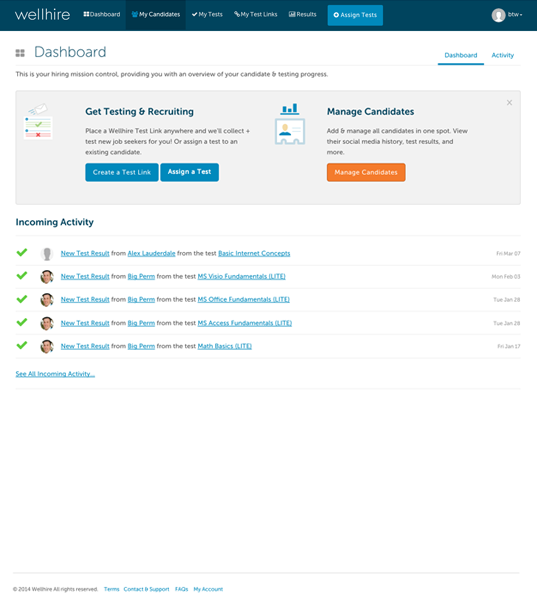 wellhire Dashboard My Candidates My Tests My Test Links Results Assign Tests btw
Dashboard Dashboard Activity
This is your hiring mission control, providing you with an overview of your candidate & testing progress.
Get Testing & Recruiting
Place a Wellhire Test Link anywhere and we'll collect +
test new job seekers for you! Or assign a test to an
existing candidate.
Create a Test Link Assign a Test
Manage Candidates
Add & manage all candidates in one spot. View
their social media history, test results, and
more.
Manage Candidates
Incoming Activity
New Test Result from Alex Lauderdale from the test Basic Internet Concepts Fri Mar 07
New Test Result from Big Perm from the test MS Visio Fundamentals (LITE) Mon Feb 03
New Test Result from Big Perm from the test MS Office Fundamentals (LITE) Tue Jan 28
New Test Result from Big Perm from the test MS Access Fundamentals (LITE) Tue Jan 28
New Test Result from Big Perm from the test Math Basics (LITE) Fri Jan 17
See All Incoming Activity...
© 2014 Wellhire All rights reserved. Terms Contact & Support FAQs My Account